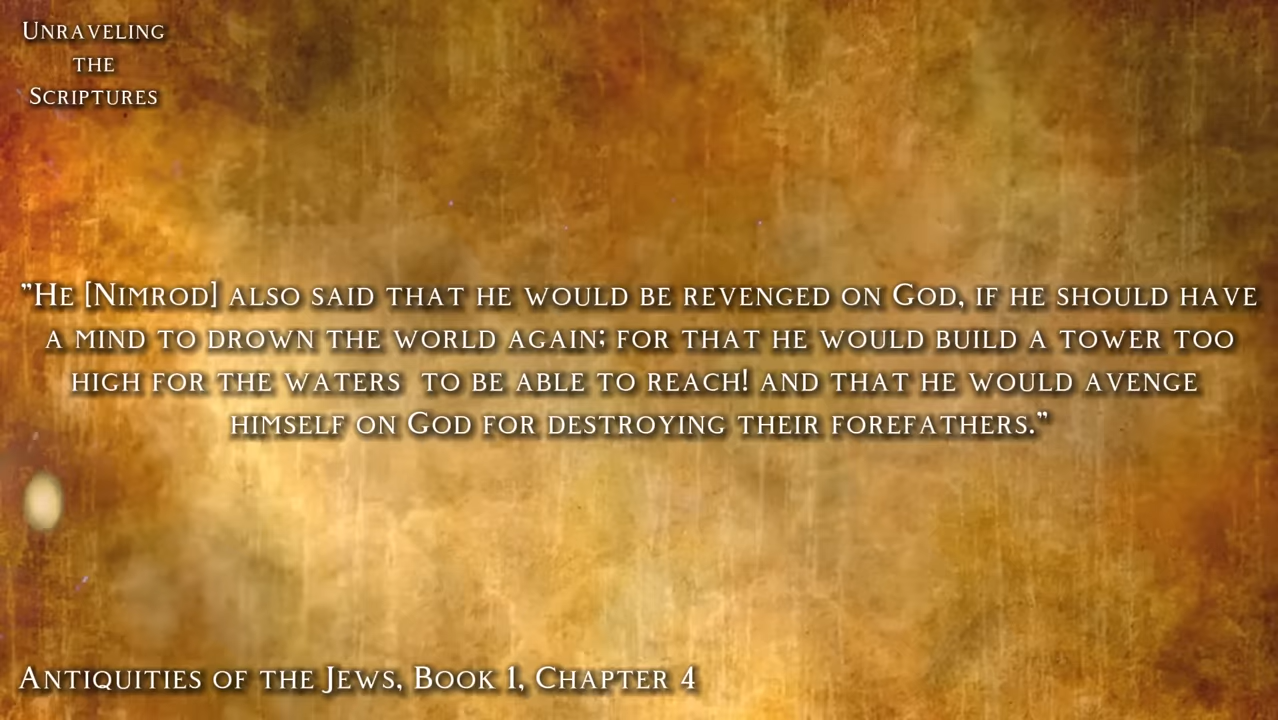 Unraveling
the
Scriptures
"He [Nimrod] also said that he would be revenged on God, if he should have
a mind to drown the world again; for that he would build a tower too
high for the waters to be able to reach! and that he would avenge
himself on God for destroying their forefathers."
Antiquities of the Jews, Book 1, Chapter 4